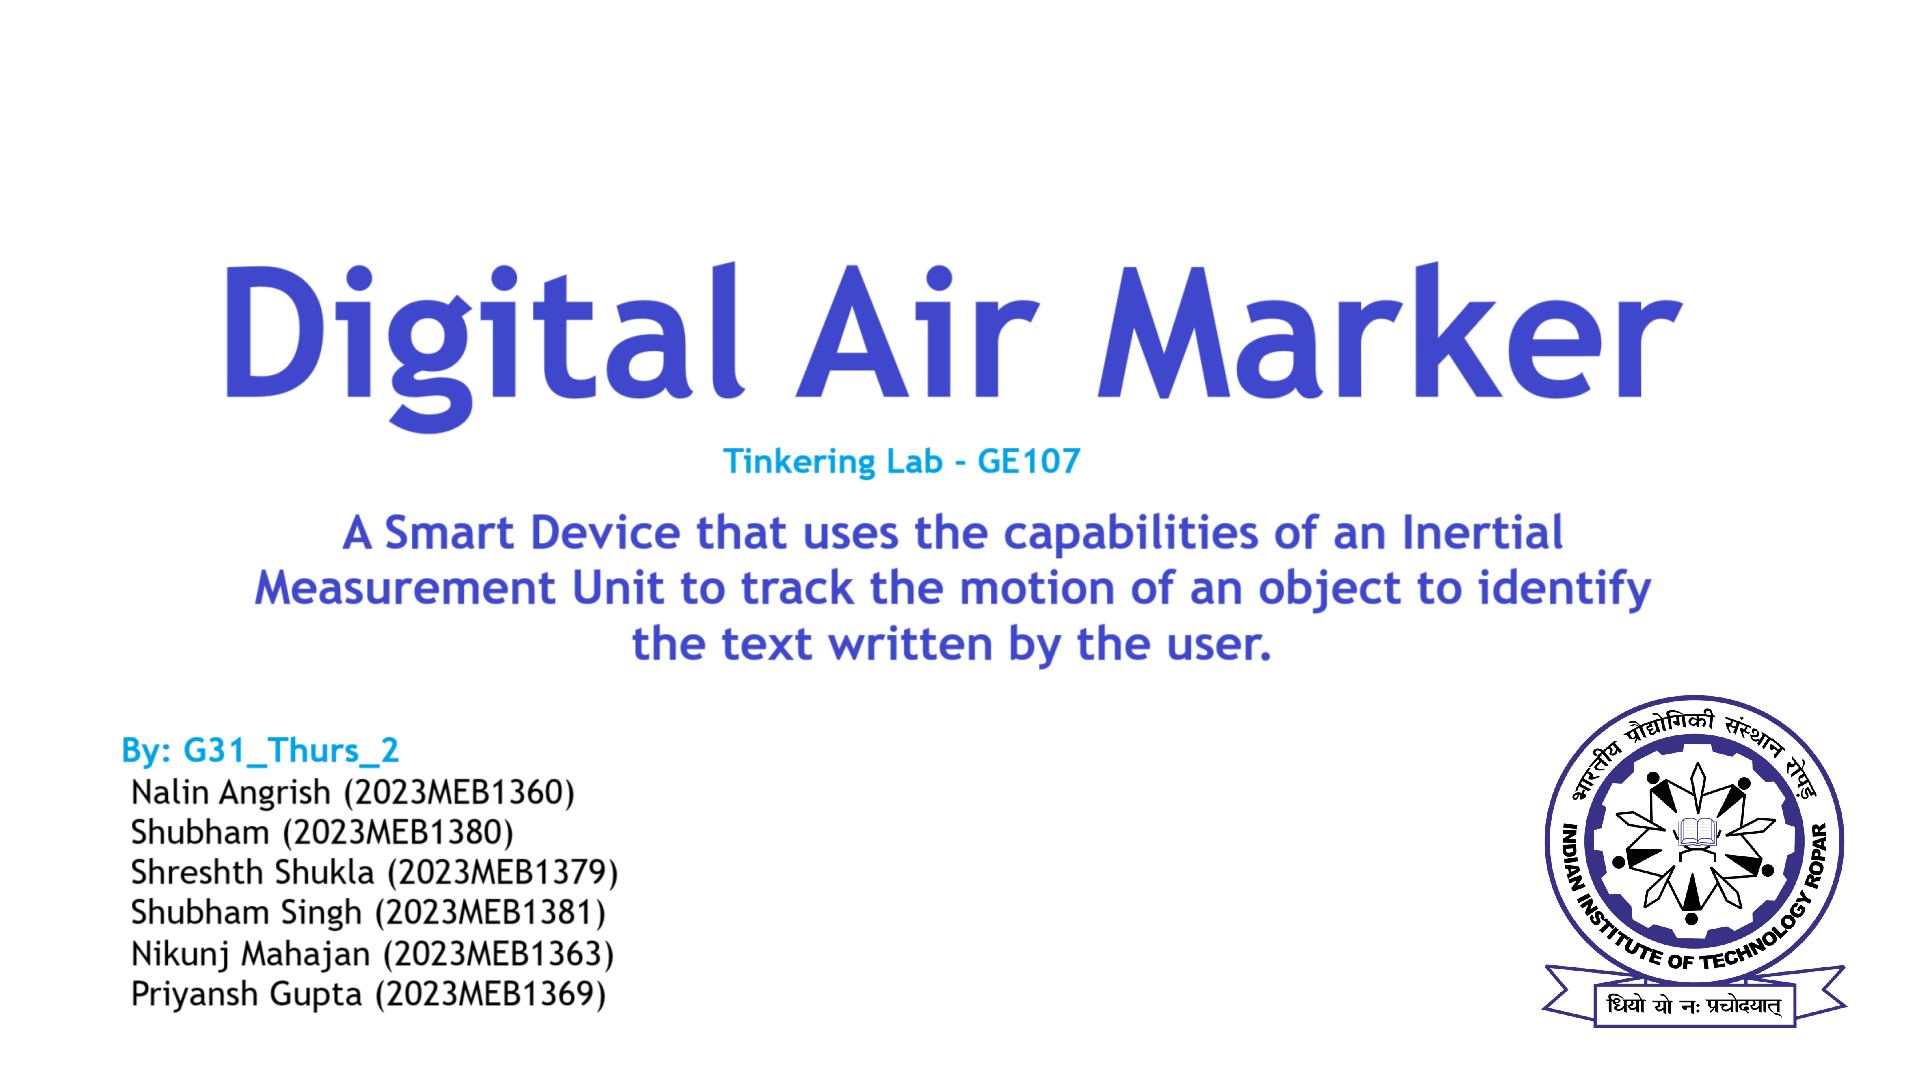 Digital Air Marker
Tinkering Lab - GE107
A Smart Device that uses the capabilities of an Inertial
Measurement Unit to track the motion of an object to identify
the text written by the user.
By: G31_Thurs_2
Nalin Angrish (2023MEB1360)
Shubham (2023MEB1380)
Shreshth Shukla (2023MEB1379)
Shubham Singh (2023MEB1381)
Nikunj Mahajan (2023MEB1363)
Priyansh Gupta (2023MEB1369)
भारतीय प्रौद्योगिकी संस्थान रोपड़
INDIAN INSTITUTE OF TECHNOLOGY ROPAR
धियो यो नः प्रचोदयात्